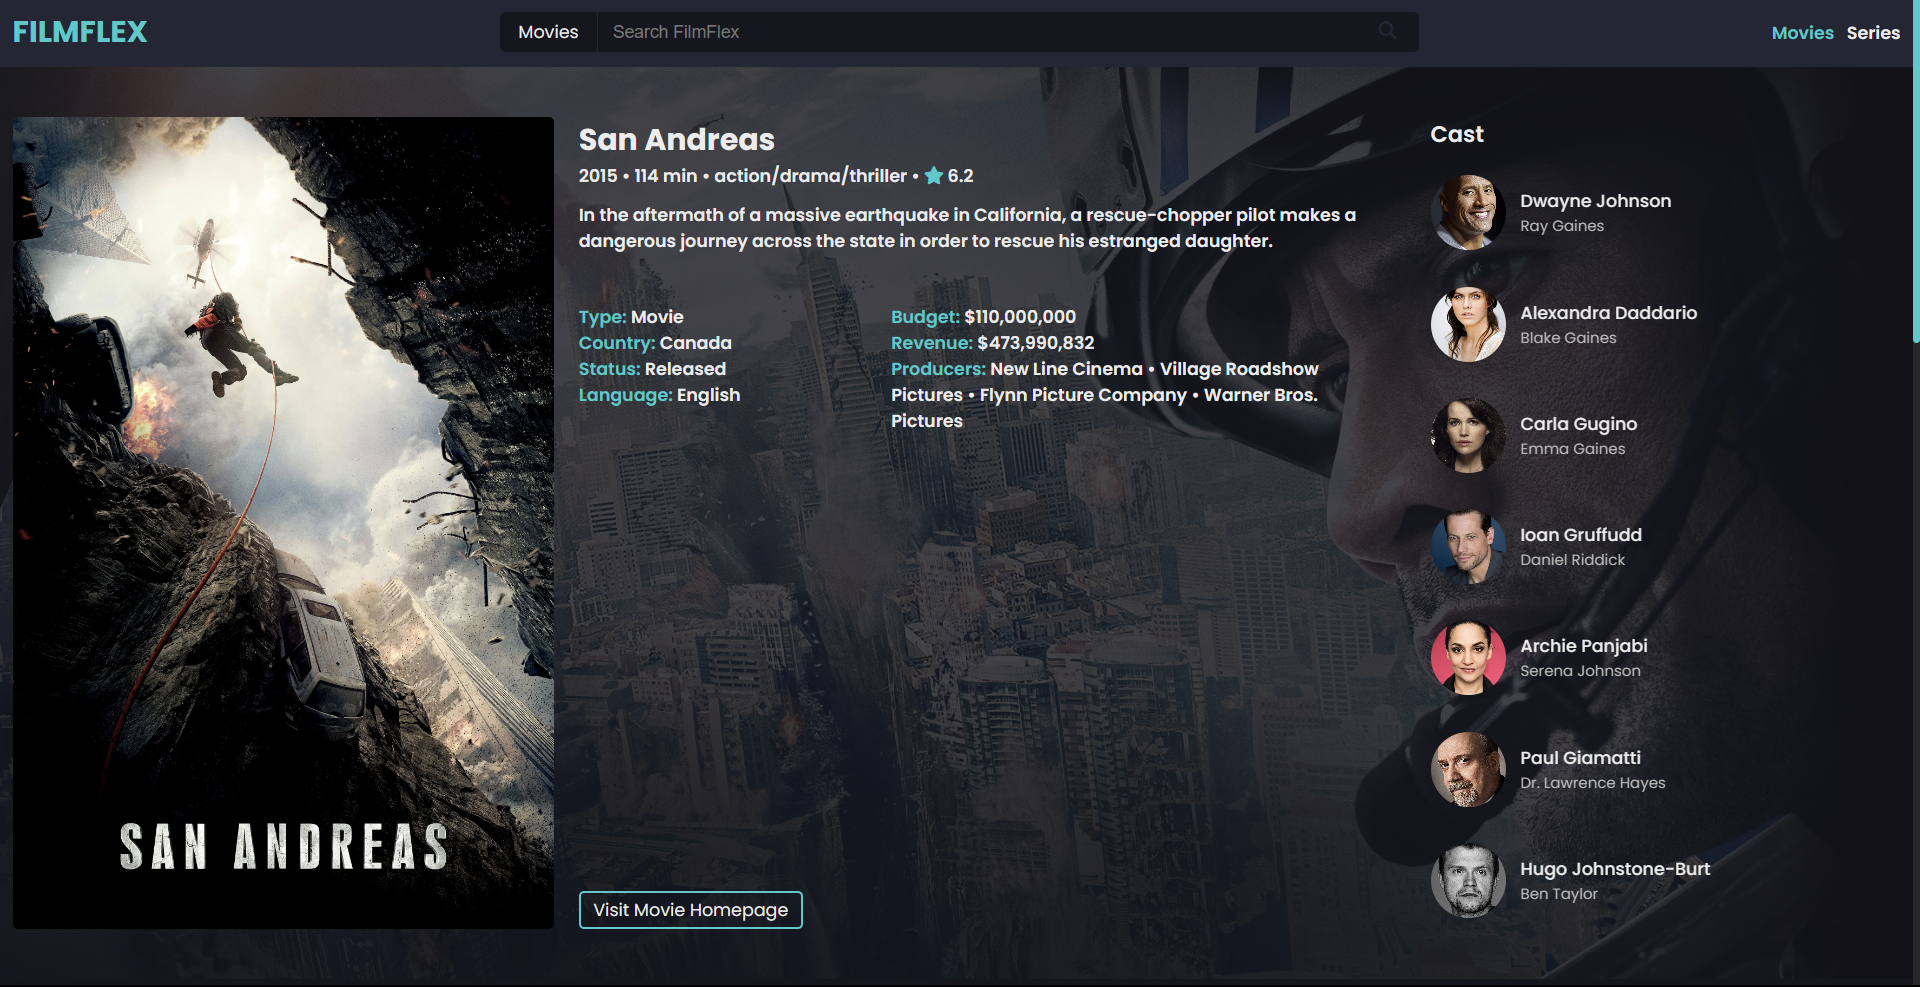 FILMFLEX
Movies
Search FilmFlex
Movies
Series
SAN ANDREAS
San Andreas
2015 • 114 min • action/drama/thriller • 6.2
In the aftermath of a massive earthquake in California, a rescue-chopper pilot makes a
dangerous journey across the state in order to rescue his estranged daughter.
Type: Movie
Country: Canada
Status: Released
Language: English
Budget: $110,000,000
Revenue: $473,990,832
Producers: New Line Cinema • Village Roadshow
Pictures • Flynn Picture Company • Warner Bros.
Pictures
Visit Movie Homepage
Cast
Dwayne Johnson
Ray Gaines
Alexandra Daddario
Blake Gaines
Carla Gugino
Emma Gaines
Ioan Gruffudd
Daniel Riddick
Archie Panjabi
Serena Johnson
Paul Giamatti
Dr. Lawrence Hayes
Hugo Johnstone-Burt
Ben Taylor